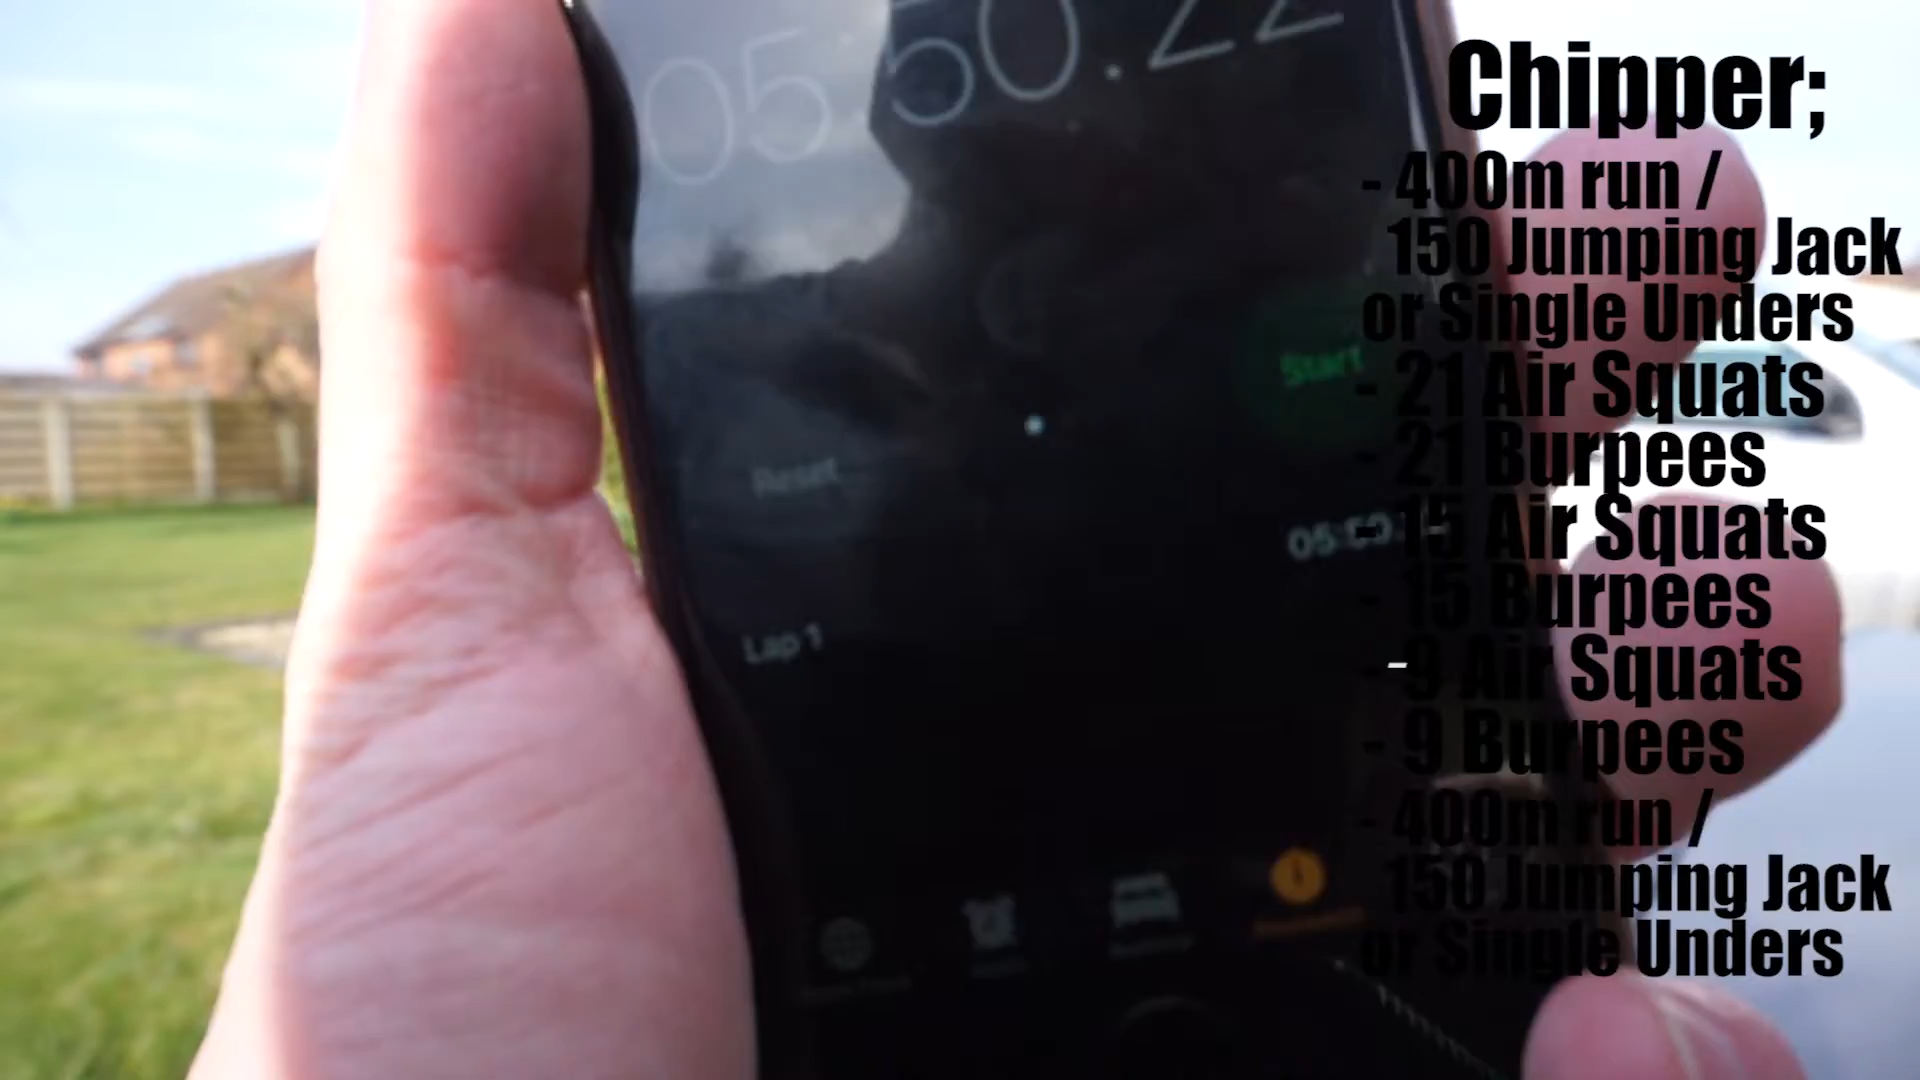 05:50.22
Chipper;
- 400m run /
150 Jumping Jack
or Single Unders
- 21 Air Squats
- 21 Burpees
- 15 Air Squats
- 15 Burpees
- 9 Air Squats
- 9 Burpees
- 400m run /
150 Jumping Jack
or Single Unders
Start
Reset
Lap 1